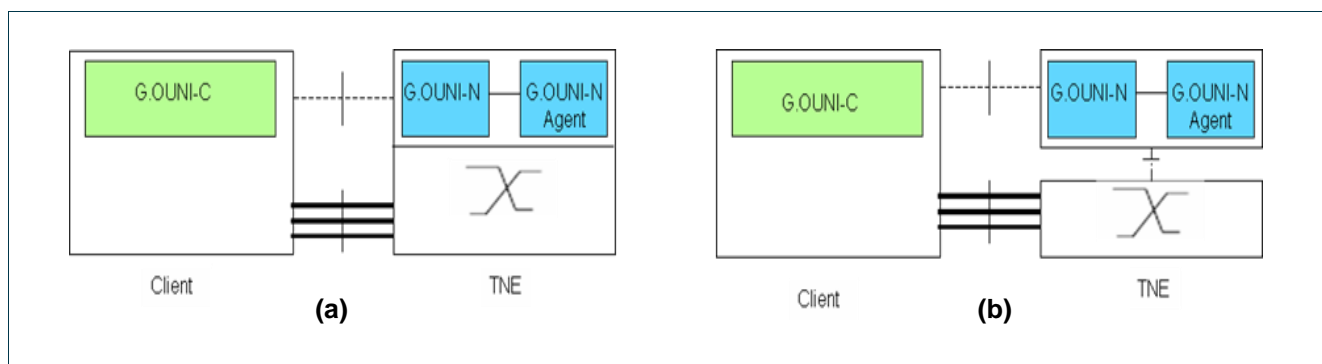 G.OUNI-C
G.OUNI-N
G.OUNI-N
Agent
Client
TNE
(a)
G.OUNI-C
G.OUNI-N
G.OUNI-N
Agent
Client
TNE
(b)